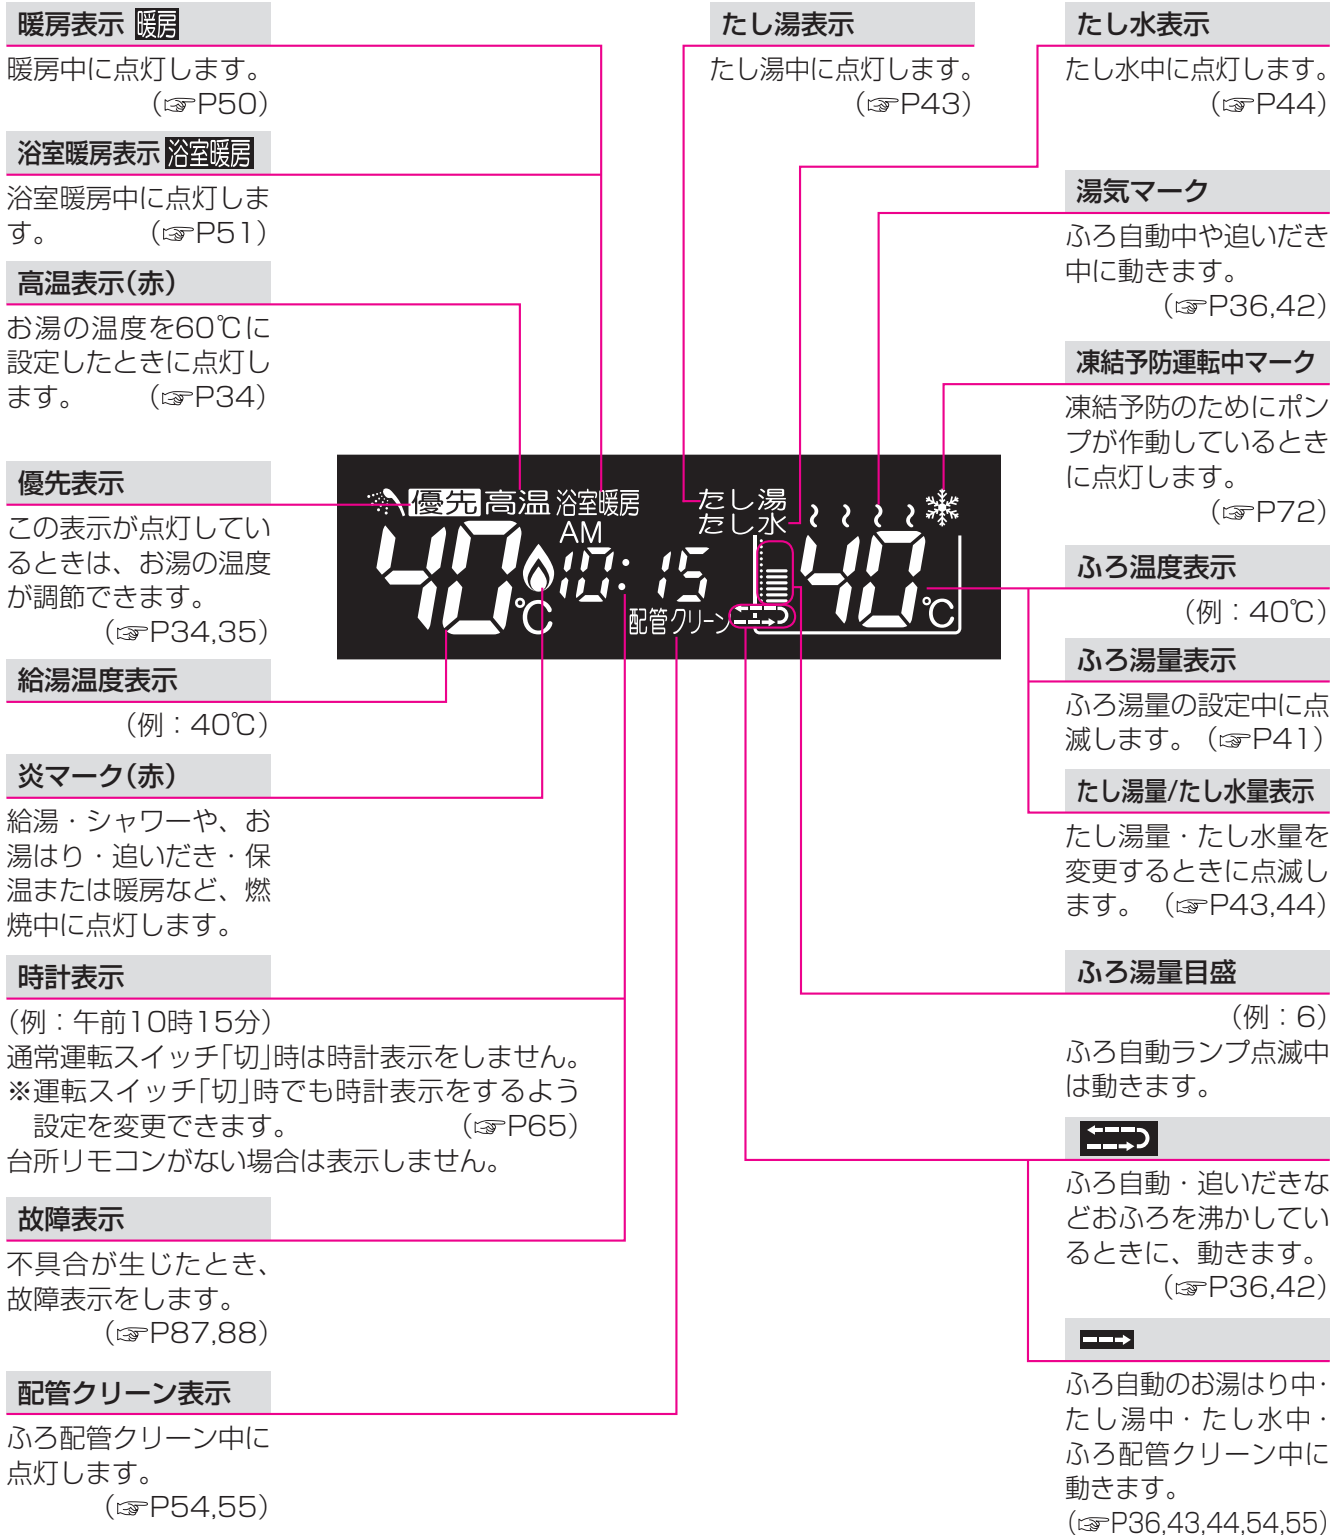 暖房表示 暖房
暖房中に点灯します。
(☞P50)
浴室暖房表示 浴室暖房
浴室暖房中に点灯しま
す。 (☞P51)
高温表示(赤)
お湯の温度を60℃に
設定したときに点灯し
ます。 (☞P34)
優先表示
この表示が点灯してい
るときは、お湯の温度
が調節できます。
(☞P34,35)
給湯温度表示
(例：40℃)
炎マーク(赤)
給湯・シャワーや、お
湯はり・追いだき・保
温または暖房など、燃
焼中に点灯します。
時計表示
(例：午前10時15分)
通常運転スイッチ「切」時は時計表示をしません。
※運転スイッチ「切」時でも時計表示をするよう
設定を変更できます。 (☞P65)
台所リモコンがない場合は表示しません。
故障表示
不具合が生じたとき、
故障表示をします。
(☞P87,88)
配管クリーン表示
ふろ配管クリーン中に
点灯します。
(☞P54,55)
優先 高温 浴室暖房
AM
40℃ 10:15
配管クリーン
たし湯
たし水
40℃
たし湯表示
たし湯中に点灯します。
(☞P43)
たし水表示
たし水中に点灯します。
(☞P44)
湯気マーク
ふろ自動中や追いだき
中に動きます。
(☞P36,42)
凍結予防運転中マーク
凍結予防のためにポン
プが作動しているとき
に点灯します。
(☞P72)
ふろ温度表示
(例：40℃)
ふろ湯量表示
ふろ湯量の設定中に点
滅します。 (☞P41)
たし湯量/たし水量表示
たし湯量・たし水量を
変更するときに点滅し
ます。 (☞P43,44)
ふろ湯量目盛
(例：6)
ふろ自動ランプ点滅中
は動きます。
ふろ自動・追いだきな
どおふろを沸かしてい
るときに、動きます。
(☞P36,42)
ふろ自動のお湯はり中・
たし湯中・たし水中・
ふろ配管クリーン中に
動きます。
(☞P36,43,44,54,55)